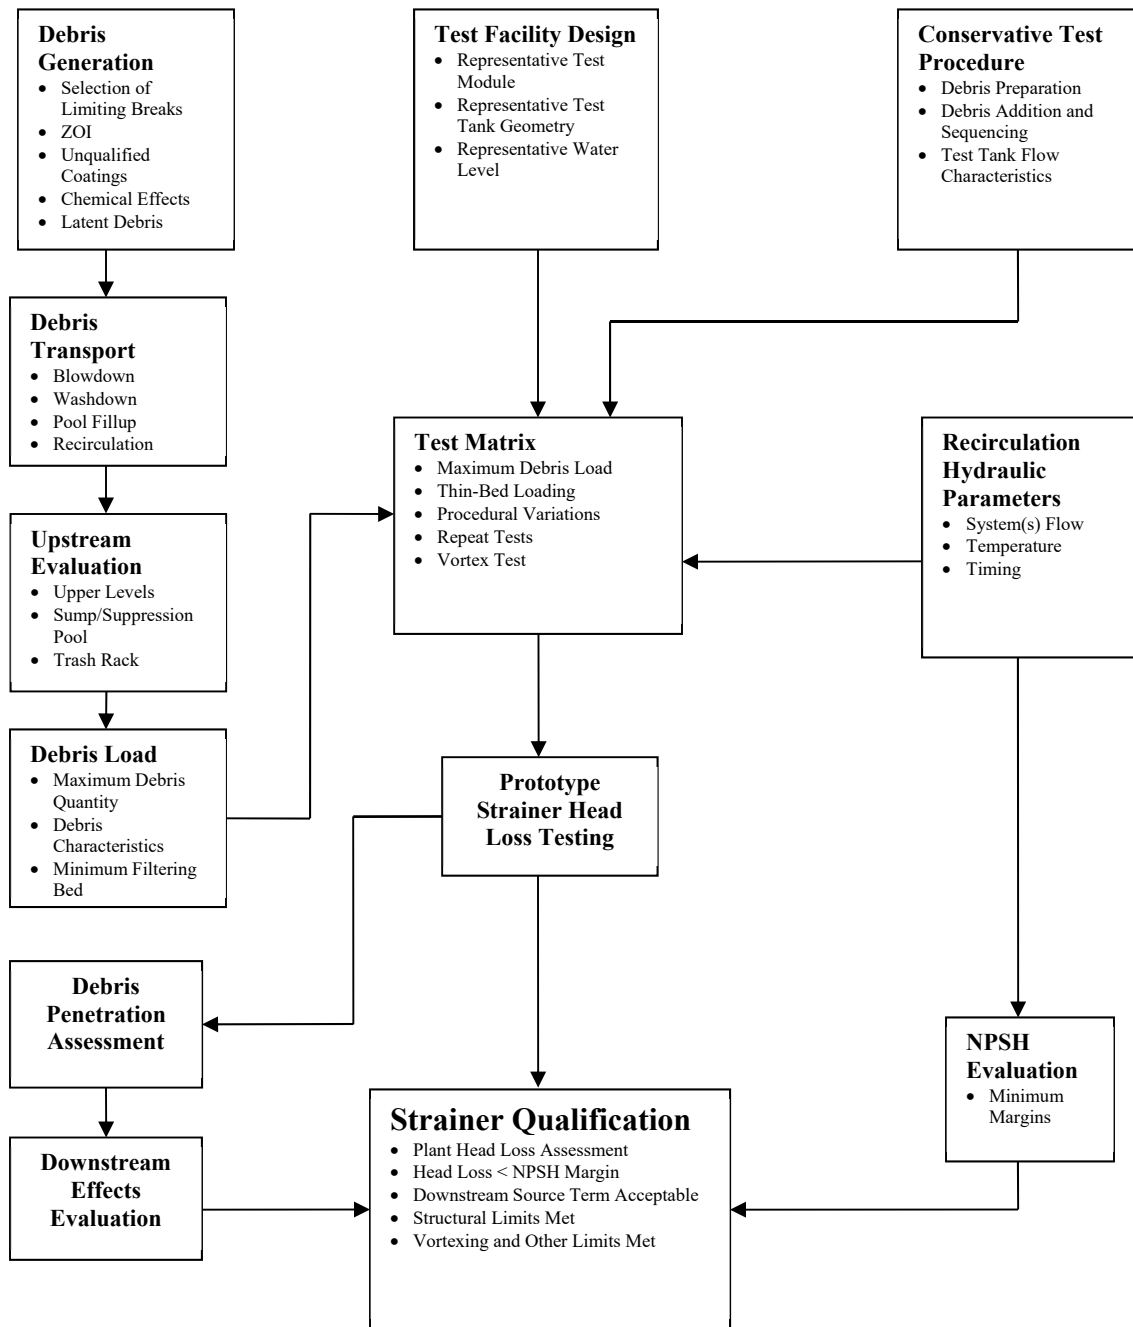 Debris
Generation
• Selection of
Limiting Breaks
• ZOI
• Unqualified
Coatings
• Chemical Effects
• Latent Debris
Test Facility Design
• Representative Test
Module
• Representative Test
Tank Geometry
• Representative Water
Level
Conservative Test
Procedure
• Debris Preparation
• Debris Addition and
Sequencing
• Test Tank Flow
Characteristics
Debris
Transport
• Blowdown
• Washdown
• Pool Fillup
• Recirculation
Test Matrix
• Maximum Debris Load
• Thin-Bed Loading
• Procedural Variations
• Repeat Tests
• Vortex Test
Recirculation
Hydraulic
Parameters
• System(s) Flow
• Temperature
• Timing
Upstream
Evaluation
• Upper Levels
• Sump/Suppression
Pool
• Trash Rack
Debris Load
• Maximum Debris
Quantity
• Debris
Characteristics
• Minimum Filtering
Bed
Prototype
Strainer Head
Loss Testing
Debris
Penetration
Assessment
NPSH
Evaluation
• Minimum
Margins
Downstream
Effects
Evaluation
Strainer Qualification
• Plant Head Loss Assessment
• Head Loss < NPSH Margin
• Downstream Source Term Acceptable
• Structural Limits Met
• Vortexing and Other Limits Met